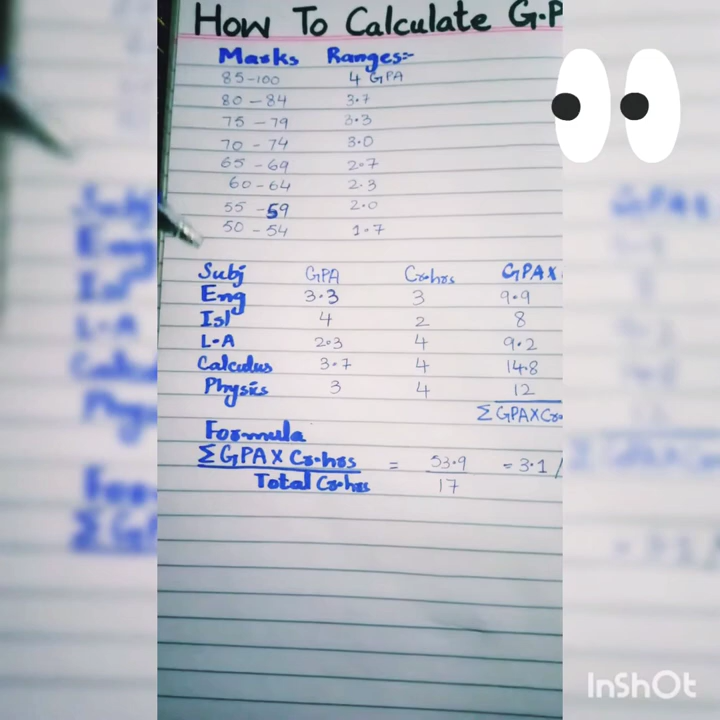 How To Calculate G.P
Marks Ranges:-
85-100 4 GPA
80 - 84 3.7
75 - 79 3.3
70 - 74 3.0
65 - 69 2.7
60 - 64 2.3
55 - 59 2.0
50 - 54 1.7
Subj GPA Cr.hrs GPAX
Eng 3.3 3 9.9
Isl 4 2 8
L.A 2.3 4 9.2
Calculus 3.7 4 14.8
Physics 3 4 12
ΣGPAXCr
Formula
ΣGPAX Cr.hrs = 53.9 = 3.1/
Total Cr.hrs 17
InShOt